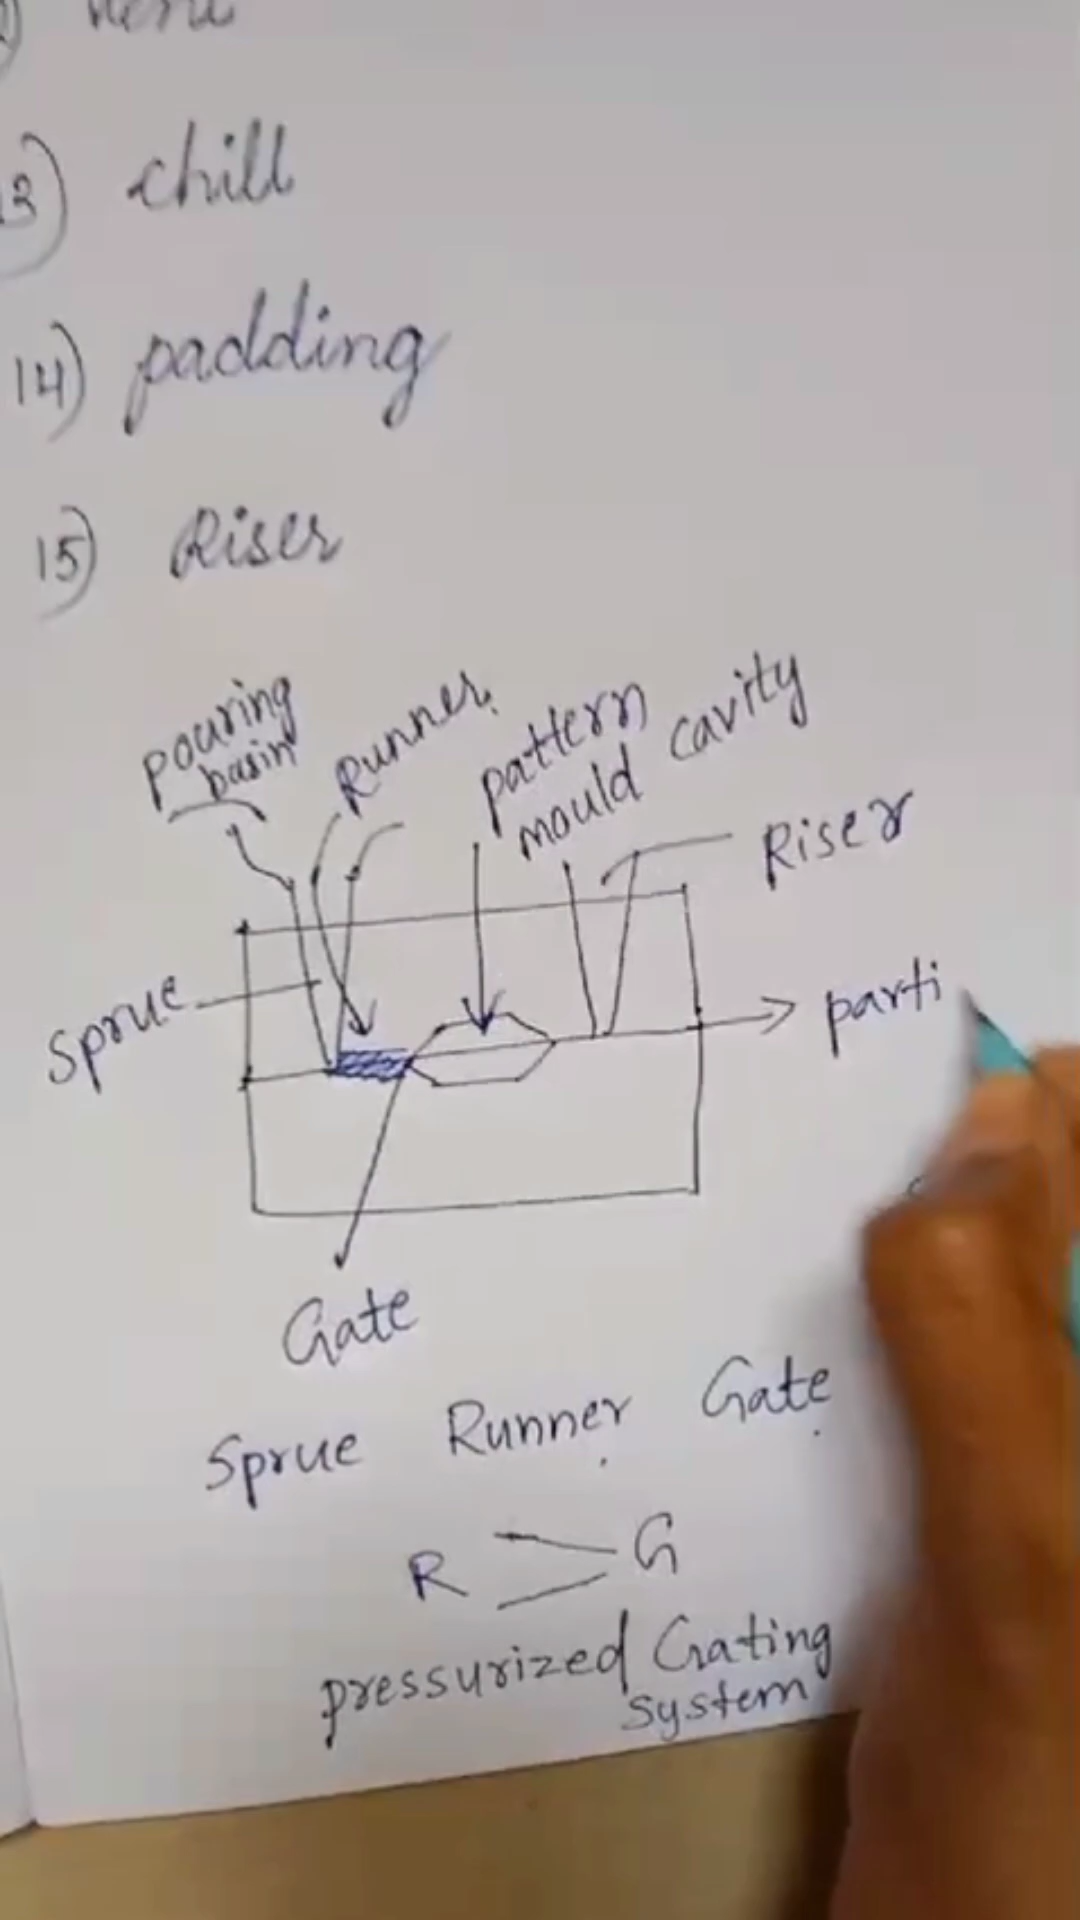 13) chill
14) padding
15) Riser
pouring
basin
Runner.
pattern
mould cavity
Riser
Sprue
parti
Gate
Sprue Runner Gate
R > G
pressurized Gating
system